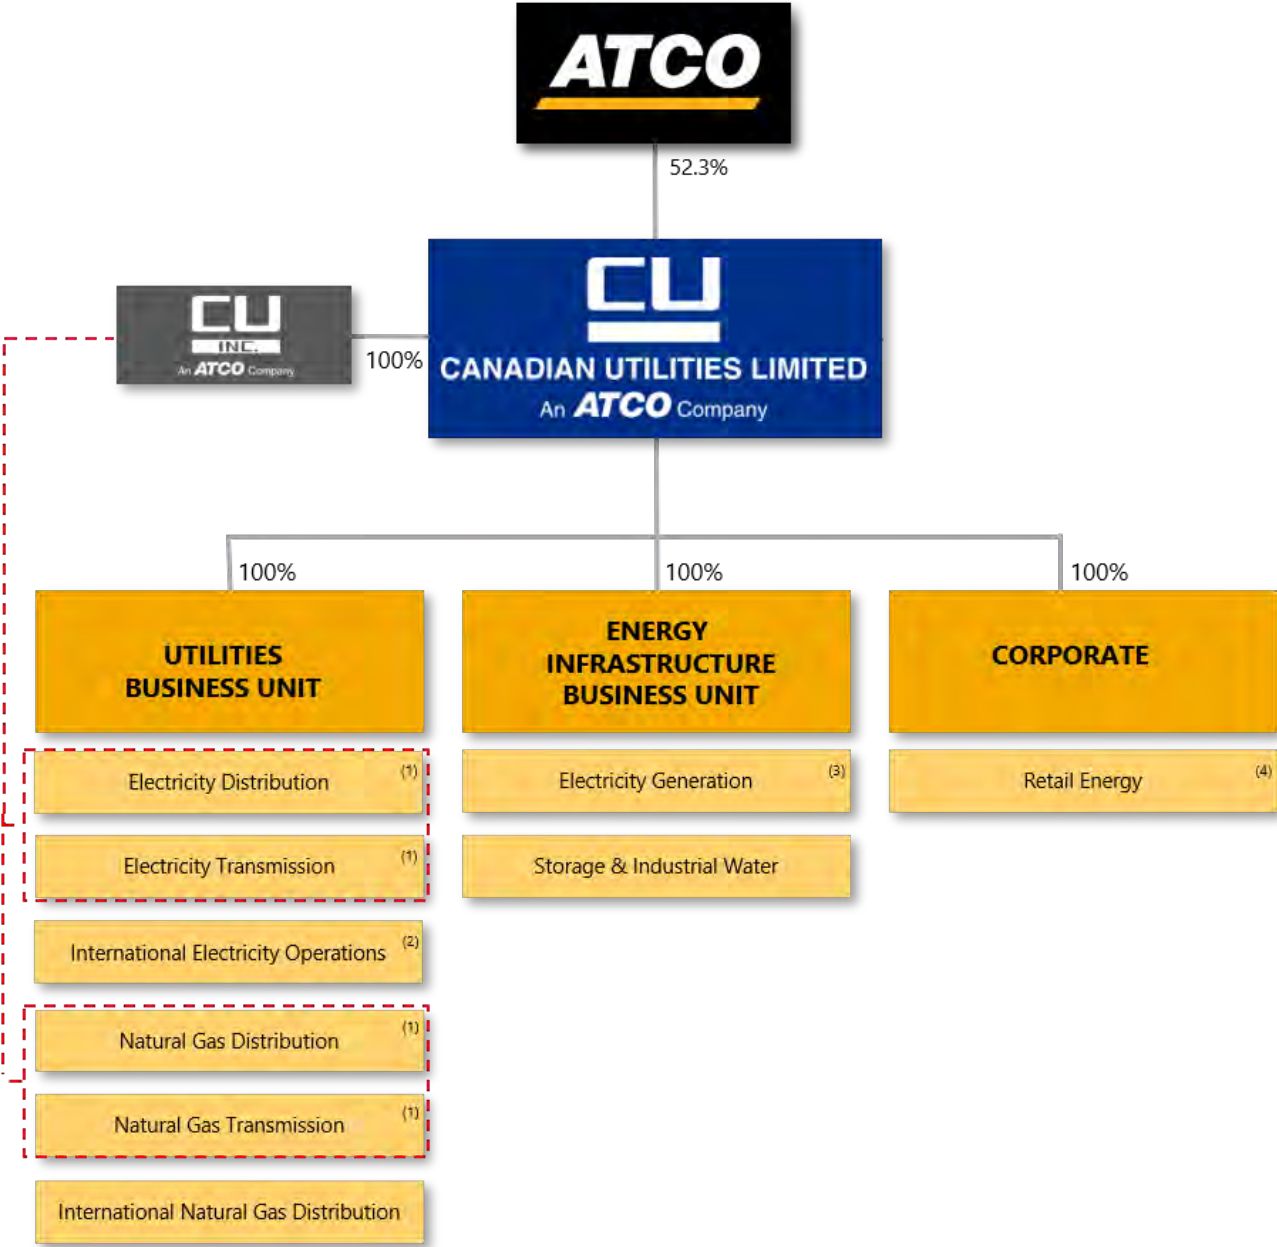 ATCO
52.3%
CU
INC.
An ATCO Company
100%
CU
CANADIAN UTILITIES LIMITED
An ATCO Company
100%
100%
100%
UTILITIES
BUSINESS UNIT
ENERGY
INFRASTRUCTURE
BUSINESS UNIT
CORPORATE
Electricity Distribution (1)
Electricity Generation (3)
Retail Energy (4)
Electricity Transmission (1)
Storage & Industrial Water
International Electricity Operations (2)
Natural Gas Distribution (1)
Natural Gas Transmission (1)
International Natural Gas Distribution